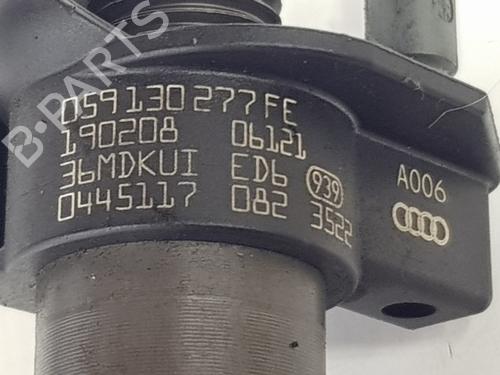 B-PARTS
059130277FE
190208 06121
36MDKUI ED6 939
0445117 082 3522
A006